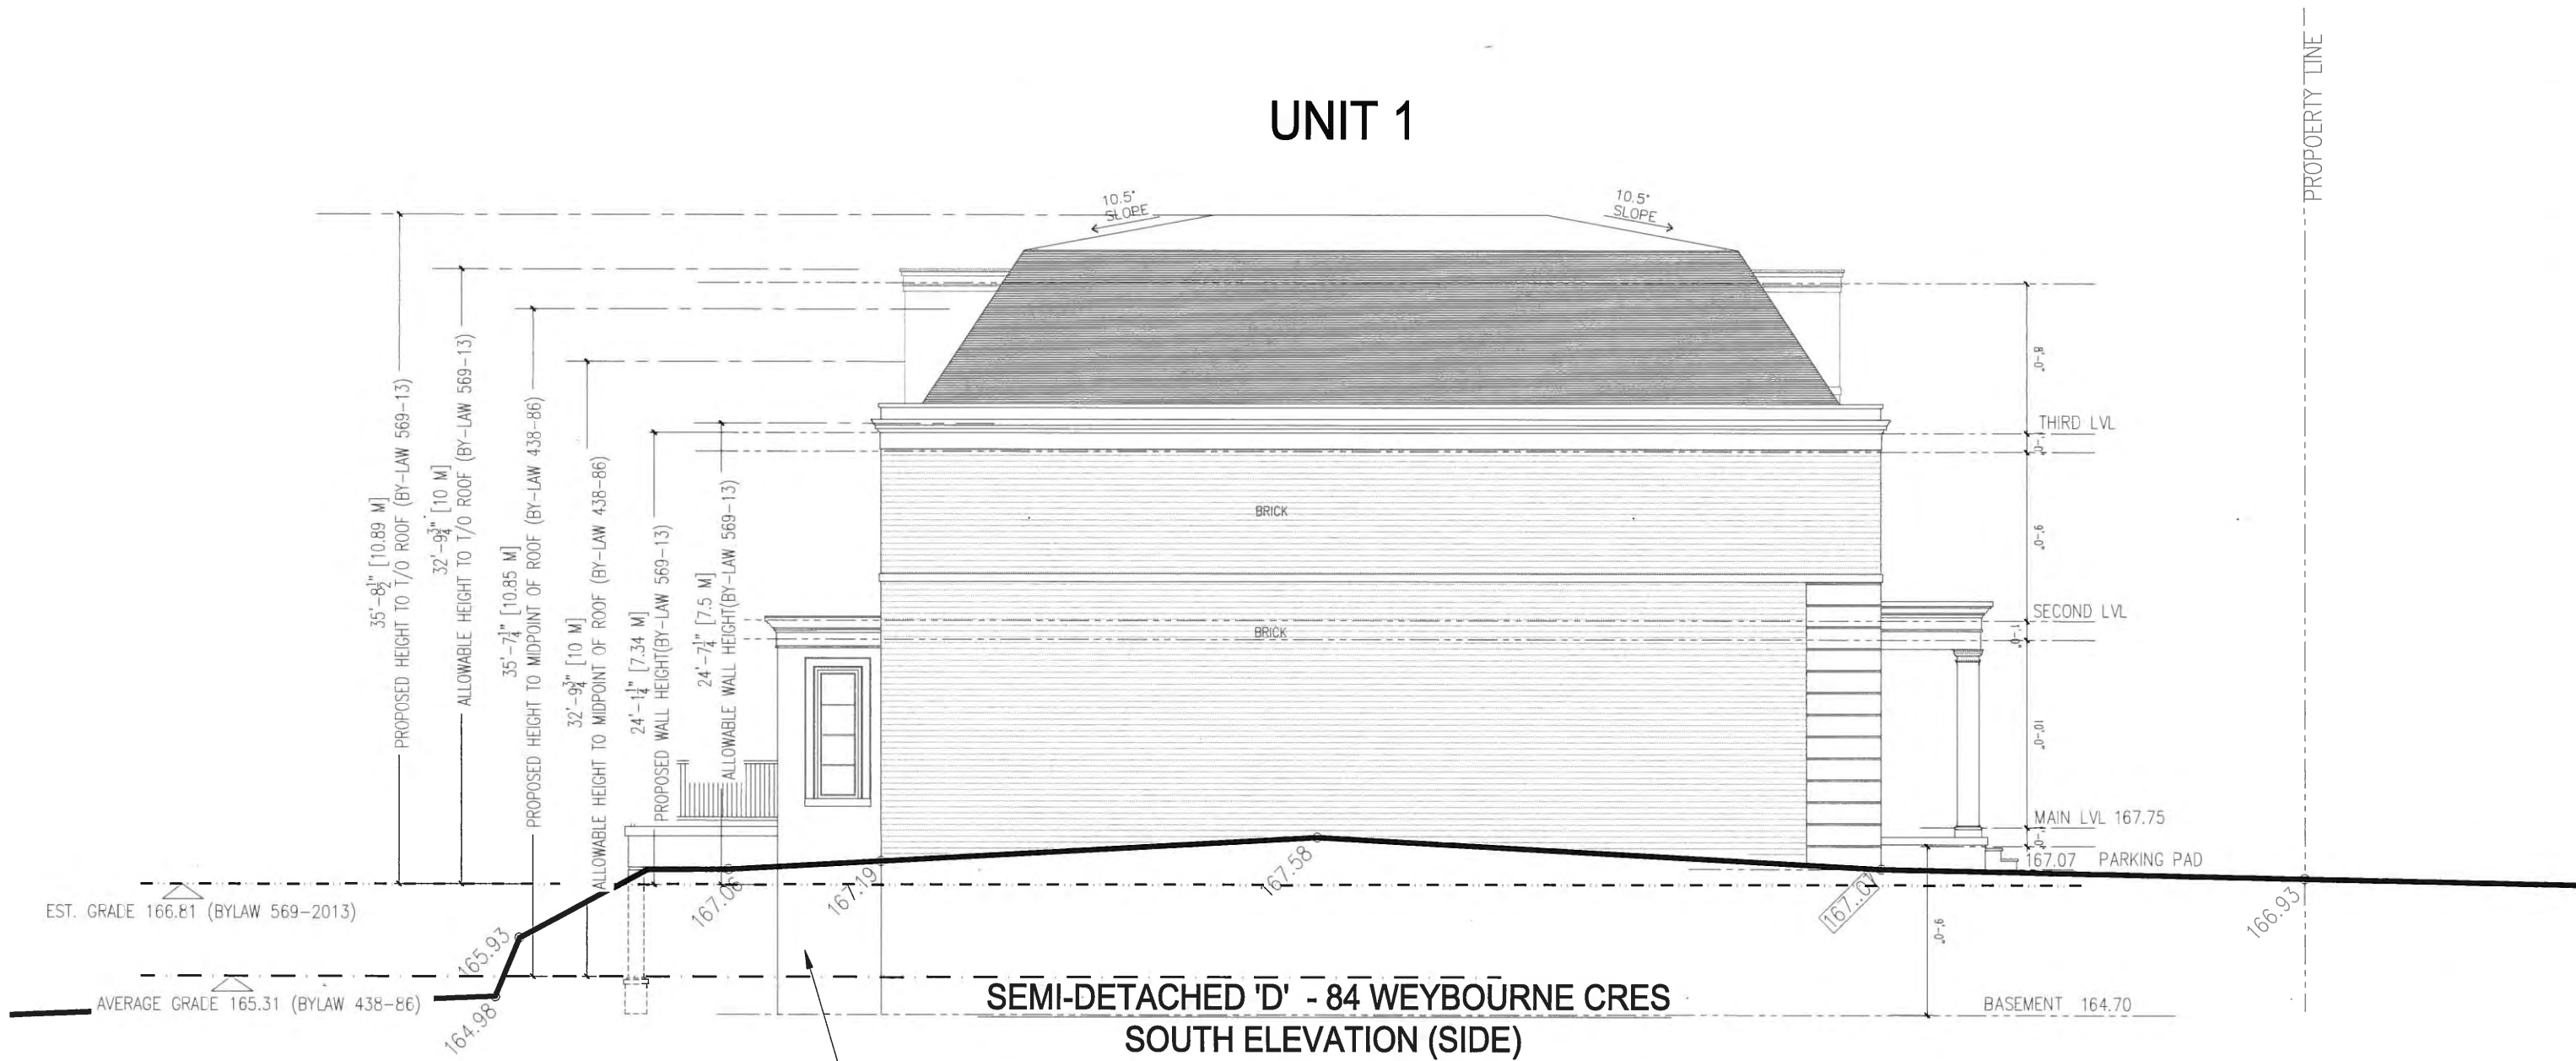 UNIT 1
PROPOERTY LINE
10.5°
SLOPE
10.5°
SLOPE
35'-8½" [10.89 M]
PROPOSED HEIGHT TO T/O ROOF (BY-LAW 569-13)
32'-9¾" [10 M]
ALLOWABLE HEIGHT TO T/O ROOF (BY-LAW 569-13)
35'-7¼" [10.85 M]
PROPOSED HEIGHT TO MIDPOINT OF ROOF (BY-LAW 438-86)
32'-9¾" [10 M]
ALLOWABLE HEIGHT TO MIDPOINT OF ROOF (BY-LAW 438-86)
24'-1¼" [7.34 M]
PROPOSED WALL HEIGHT(BY-LAW 569-13)
24'-7¼" [7.5 M]
ALLOWABLE WALL HEIGHT(BY-LAW 569-13)
BRICK
BRICK
8'-0"
THIRD LVL
9'-0"
SECOND LVL
1'-0"
10'-0"
MAIN LVL 167.75
167.07 PARKING PAD
9'-0"
BASEMENT 164.70
EST. GRADE 166.81 (BYLAW 569-2013)
AVERAGE GRADE 165.31 (BYLAW 438-86)
164.98
165.93
167.06
167.19
167.58
167..07
166.93
SEMI-DETACHED 'D' - 84 WEYBOURNE CRES
SOUTH ELEVATION (SIDE)